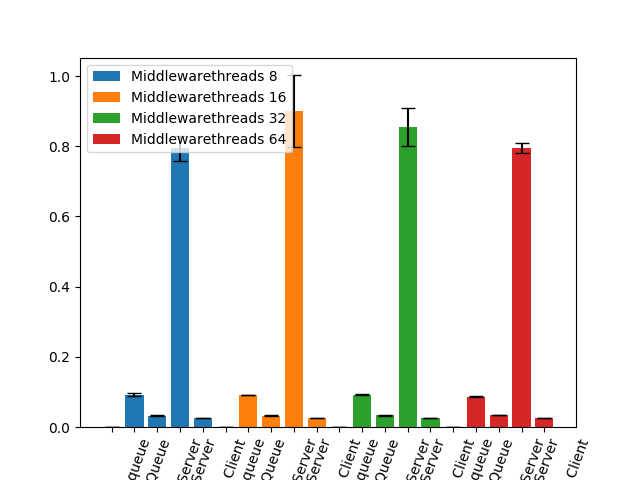 Middlewarethreads 8
Middlewarethreads 16
Middlewarethreads 32
Middlewarethreads 64
1.0
0.8
0.6
0.4
0.2
0.0
queue
Queue
Server
Server
Client
queue
Queue
Server
Server
Client
queue
Queue
Server
Server
Client
queue
Queue
Server
Server
Client